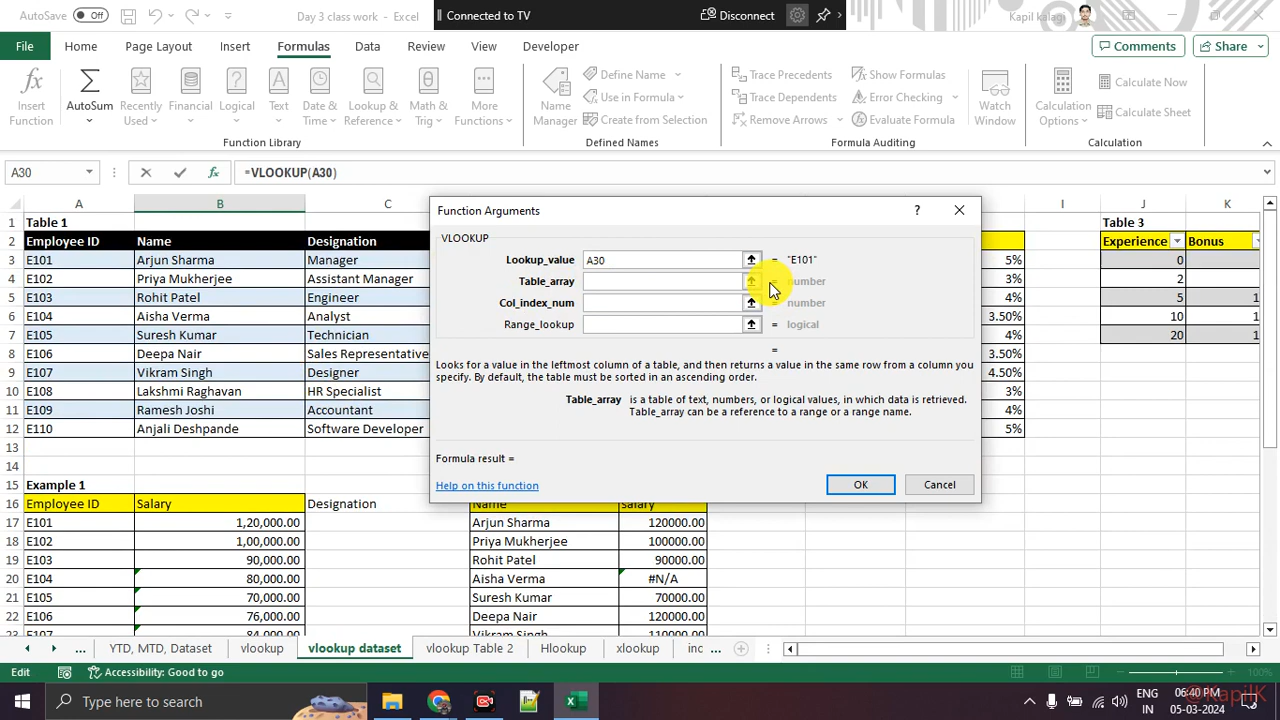 AutoSave Off Day 3 class work - Excel Connected to TV Disconnect Kapil kalag
File Home Page Layout Insert Formulas Data Review View Developer Comments Share
Insert Function
AutoSum
Recently Used
Financial
Logical
Text
Date & Time
Lookup & Reference
Math & Trig
More Functions
Function Library
Name Manager
Define Name
Use in Formula
Create from Selection
Defined Names
Trace Precedents
Trace Dependents
Remove Arrows
Show Formulas
Error Checking
Evaluate Formula
Formula Auditing
Watch Window
Calculation Options
Calculate Now
Calculate Sheet
Calculation
A30 fx =VLOOKUP(A30)
A B C I J K
1 Table 1 Table 3
2 Employee ID Name Designation Experience Bonus
3 E101 Arjun Sharma Manager 5% 0
4 E102 Priya Mukherjee Assistant Manager 3% 2
5 E103 Rohit Patel Engineer 4% 5 1
6 E104 Aisha Verma Analyst 3.50% 10 1
7 E105 Suresh Kumar Technician 4% 20 1
8 E106 Deepa Nair Sales Representative 3.50%
9 E107 Vikram Singh Designer 4.50%
10 E108 Lakshmi Raghavan HR Specialist 3%
11 E109 Ramesh Joshi Accountant 4%
12 E110 Anjali Deshpande Software Developer 5%
13
14
15 Example 1
16 Employee ID Salary Designation Name salary
17 E101 1,20,000.00 Arjun Sharma 120000.00
18 E102 1,00,000.00 Priya Mukherjee 100000.00
19 E103 90,000.00 Rohit Patel 90000.00
20 E104 80,000.00 Aisha Verma #N/A
21 E105 70,000.00 Suresh Kumar 70000.00
22 E106 76,000.00 Deepa Nair 120000.00
23 E107 84,000.00 Vikram Singh 110000.00
Function Arguments ?
VLOOKUP
Lookup_value A30 = "E101"
Table_array = number
Col_index_num = number
Range_lookup = logical
=
Looks for a value in the leftmost column of a table, and then returns a value in the same row from a column you
specify. By default, the table must be sorted in an ascending order.
Table_array is a table of text, numbers, or logical values, in which data is retrieved.
Table_array can be a reference to a range or a range name.
Formula result =
Help on this function OK Cancel
... YTD, MTD, Dataset vlookup vlookup dataset vlookup Table 2 Hlookup xlookup inc ...
Edit Accessibility: Good to go 100%
Type here to search ENG 06:40 PM
IN 05-03-2024
@KapilK